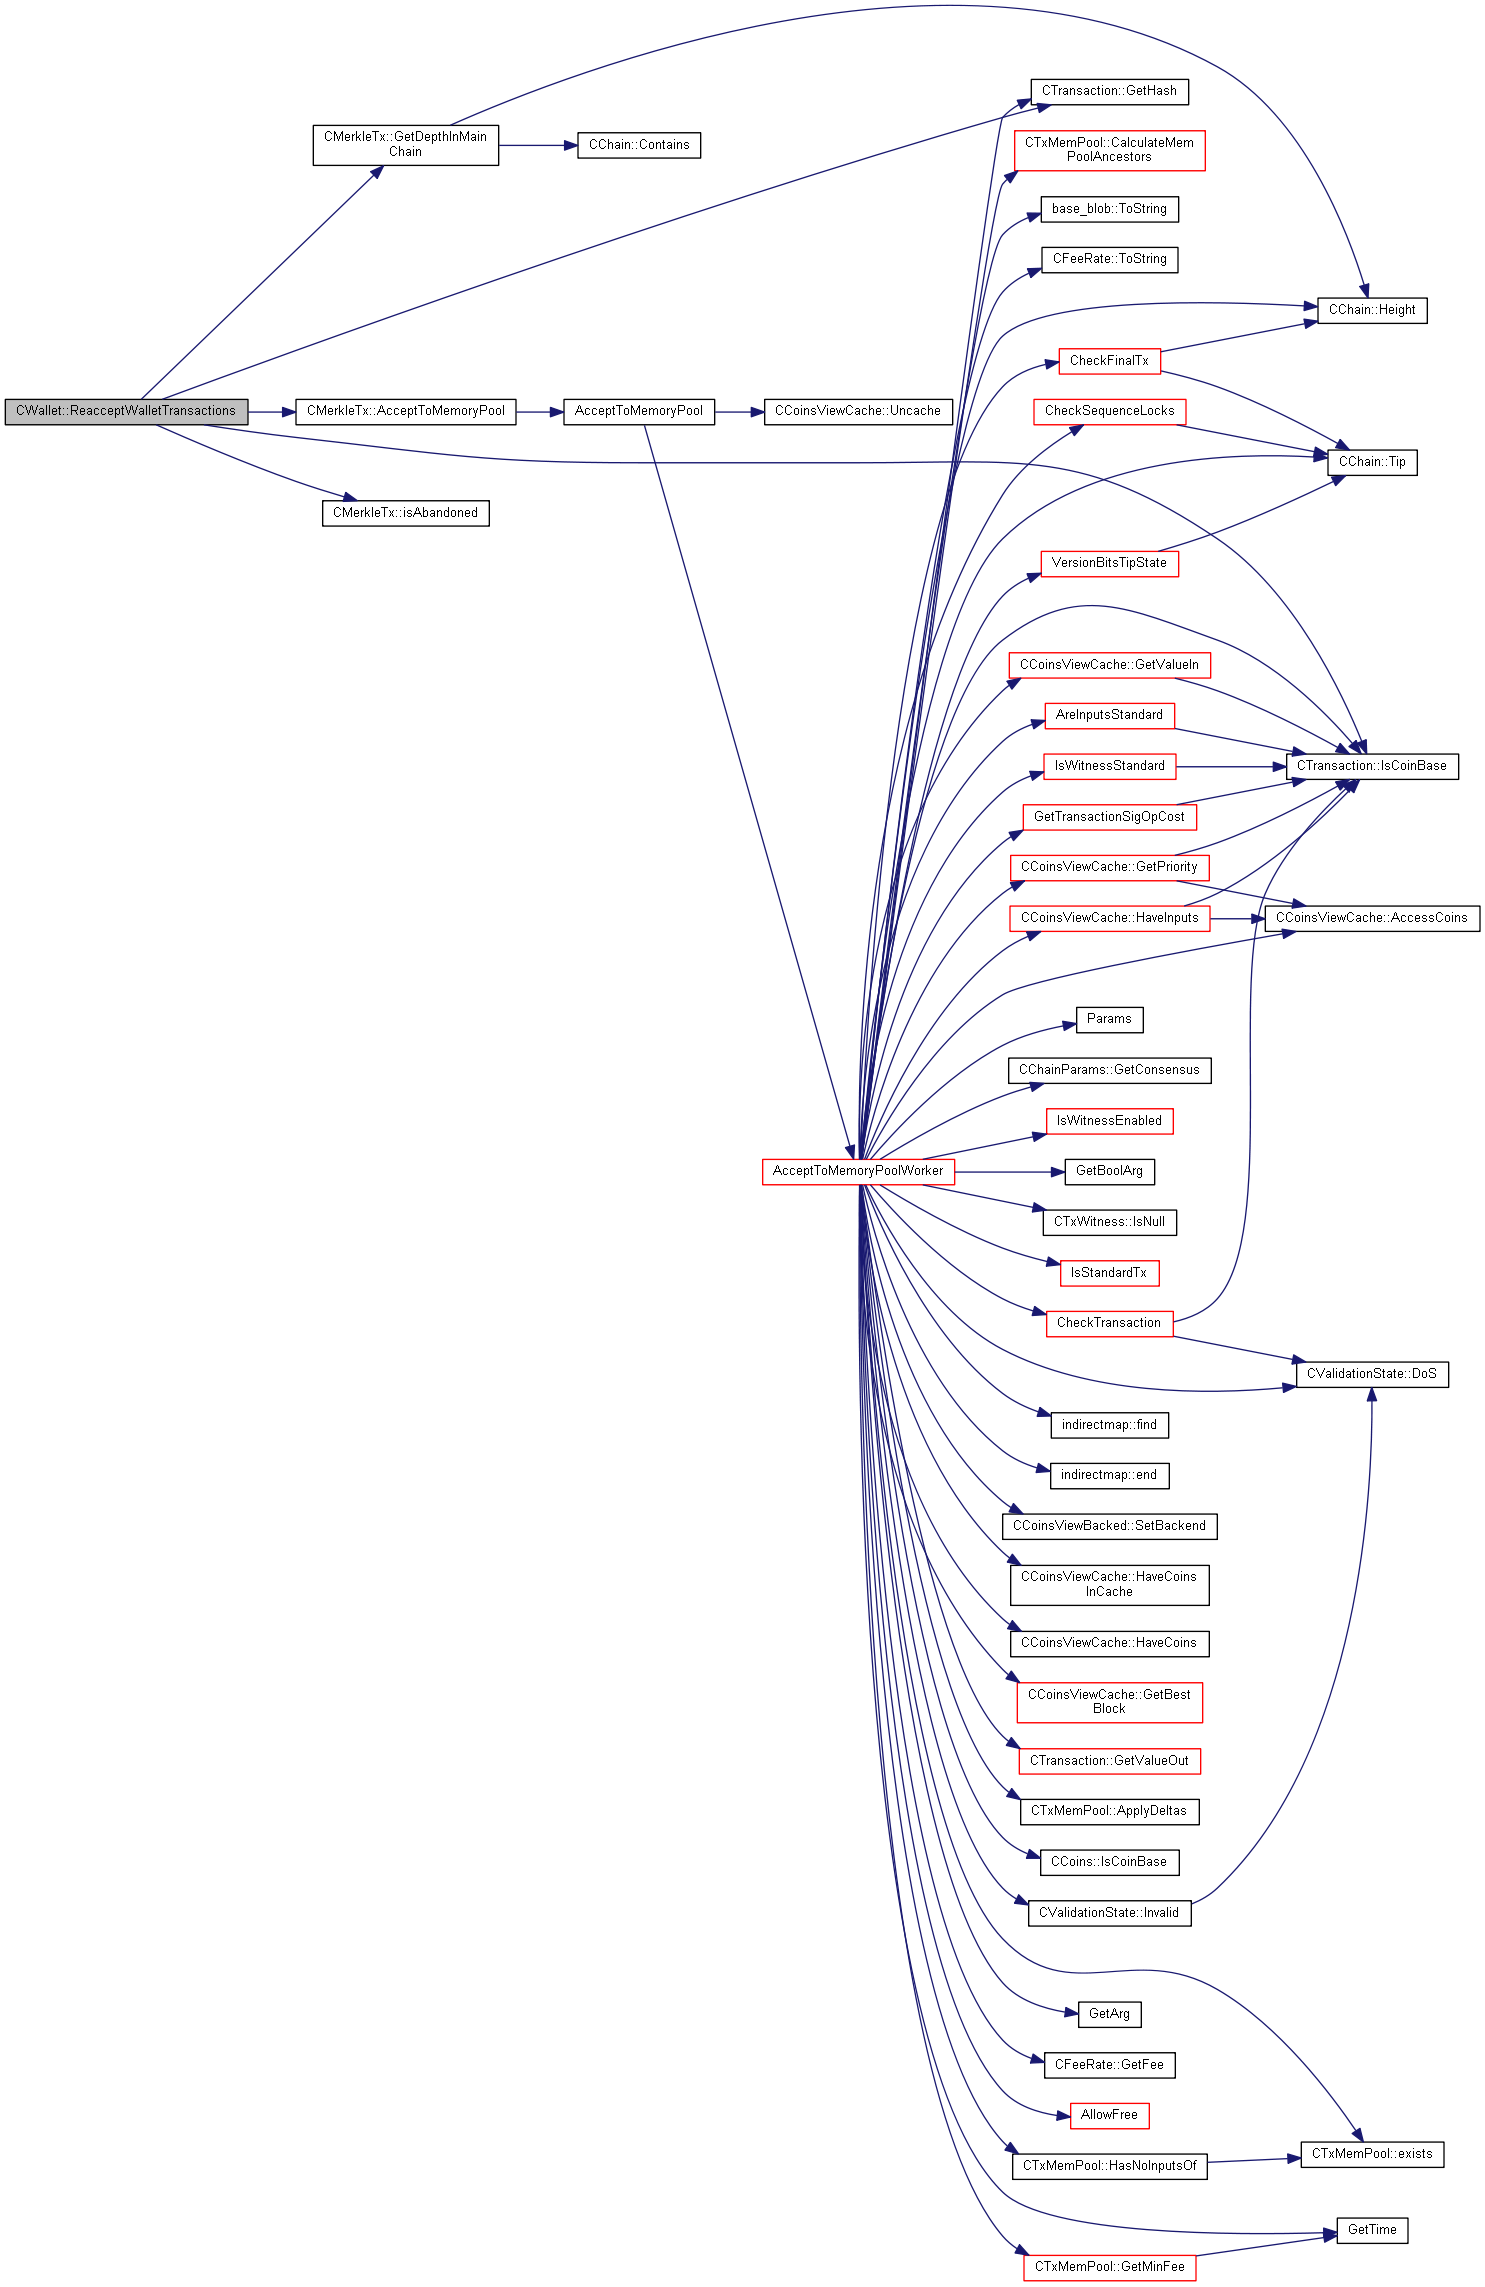 CWallet::ReacceptWalletTransactions
CMerkleTx::GetDepthInMain
Chain
CChain::Contains
CMerkleTx::AcceptToMemoryPool
AcceptToMemoryPool
CCoinsViewCache::Uncache
CMerkleTx::isAbandoned
AcceptToMemoryPoolWorker
CTransaction::GetHash
CTxMemPool::CalculateMem
PoolAncestors
base_blob::ToString
CFeeRate::ToString
CChain::Height
CheckFinalTx
CheckSequenceLocks
CChain::Tip
VersionBitsTipState
CCoinsViewCache::GetValueIn
AreInputsStandard
IsWitnessStandard
CTransaction::IsCoinBase
GetTransactionSigOpCost
CCoinsViewCache::GetPriority
CCoinsViewCache::HaveInputs
CCoinsViewCache::AccessCoins
Params
CChainParams::GetConsensus
IsWitnessEnabled
GetBoolArg
CTxWitness::IsNull
IsStandardTx
CheckTransaction
CValidationState::DoS
indirectmap::find
indirectmap::end
CCoinsViewBacked::SetBackend
CCoinsViewCache::HaveCoins
InCache
CCoinsViewCache::HaveCoins
CCoinsViewCache::GetBest
Block
CTransaction::GetValueOut
CTxMemPool::ApplyDeltas
CCoins::IsCoinBase
CValidationState::Invalid
GetArg
CFeeRate::GetFee
AllowFree
CTxMemPool::HasNoInputsOf
CTxMemPool::exists
GetTime
CTxMemPool::GetMinFee